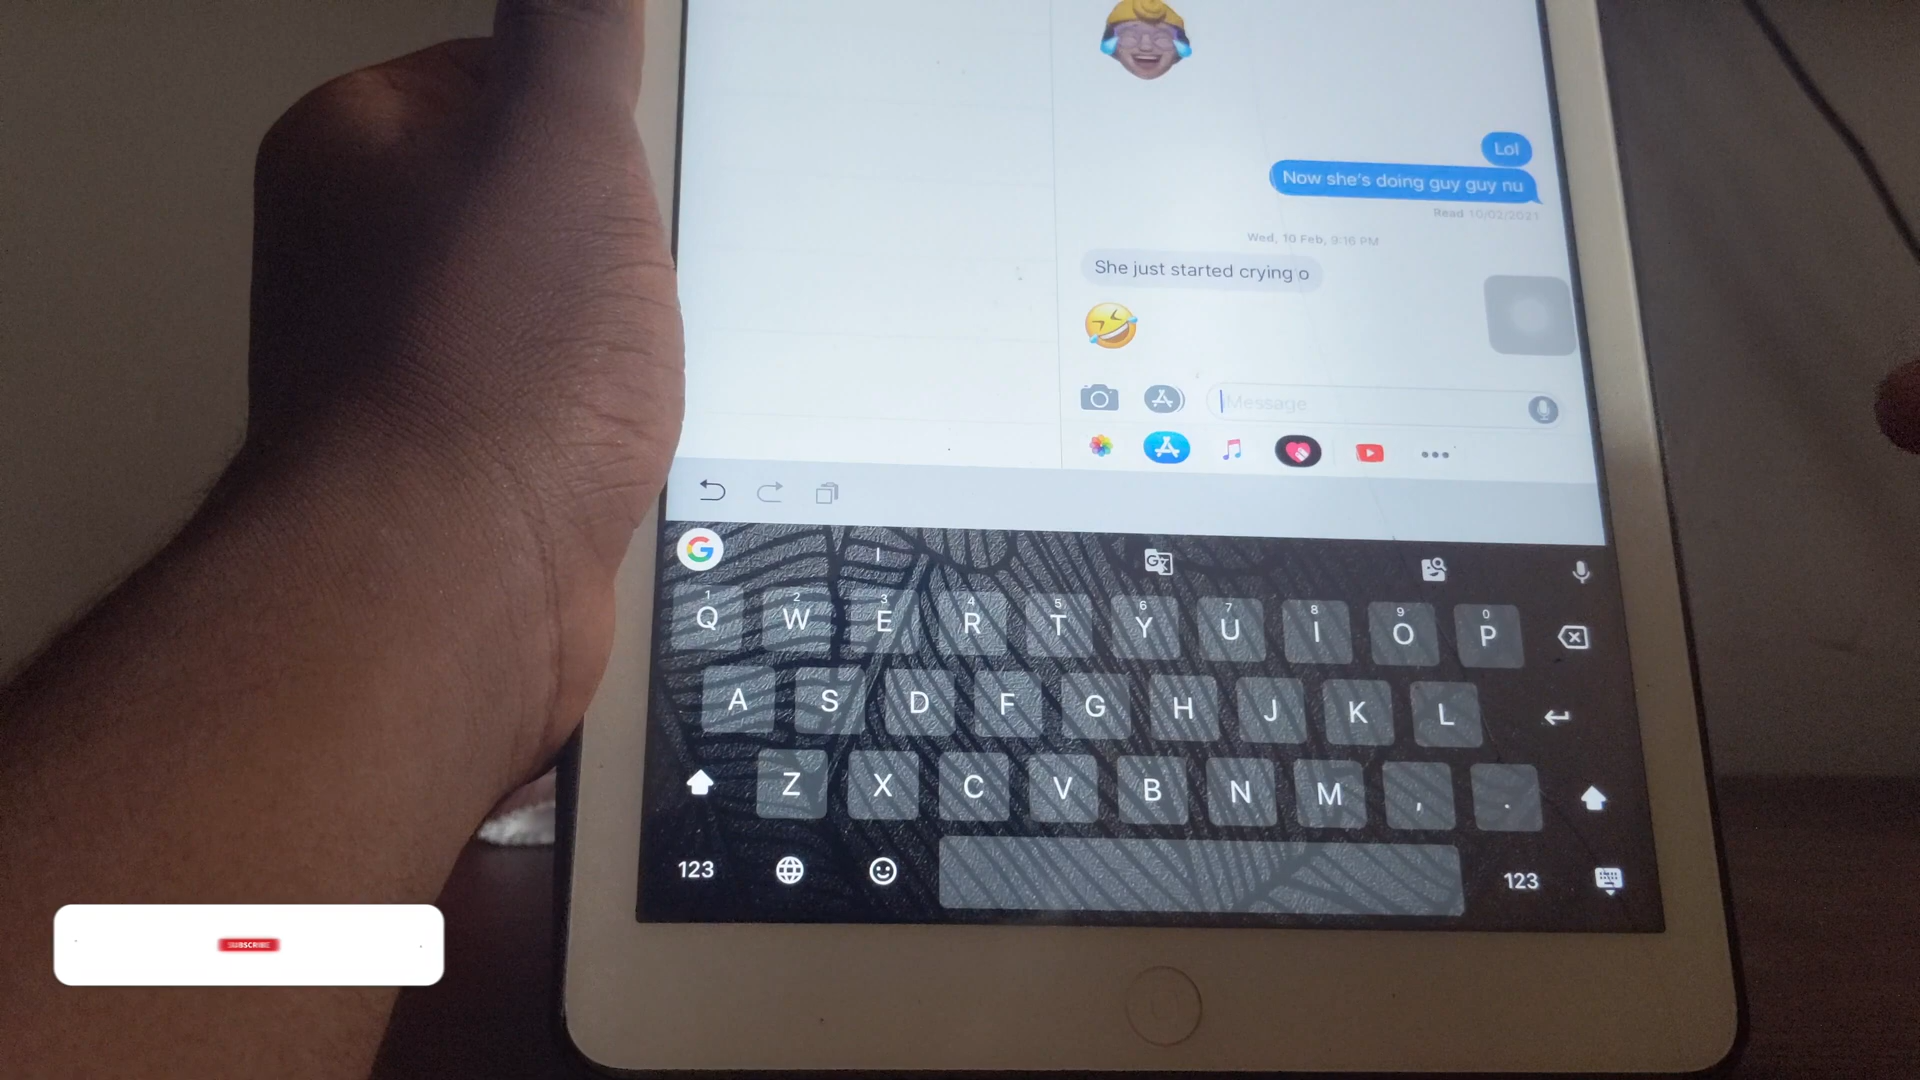 Lol
Now she's doing guy guy nu
Read 10/02/2021
Wed, 10 Feb, 9:16 PM
She just started crying o
iMessage
G
1 2 3 4 5 6 7 8 9 0
Q W E R T Y U I O P
A S D F G H J K L
Z X C V B N M , .
123 123
SUBSCRIBE